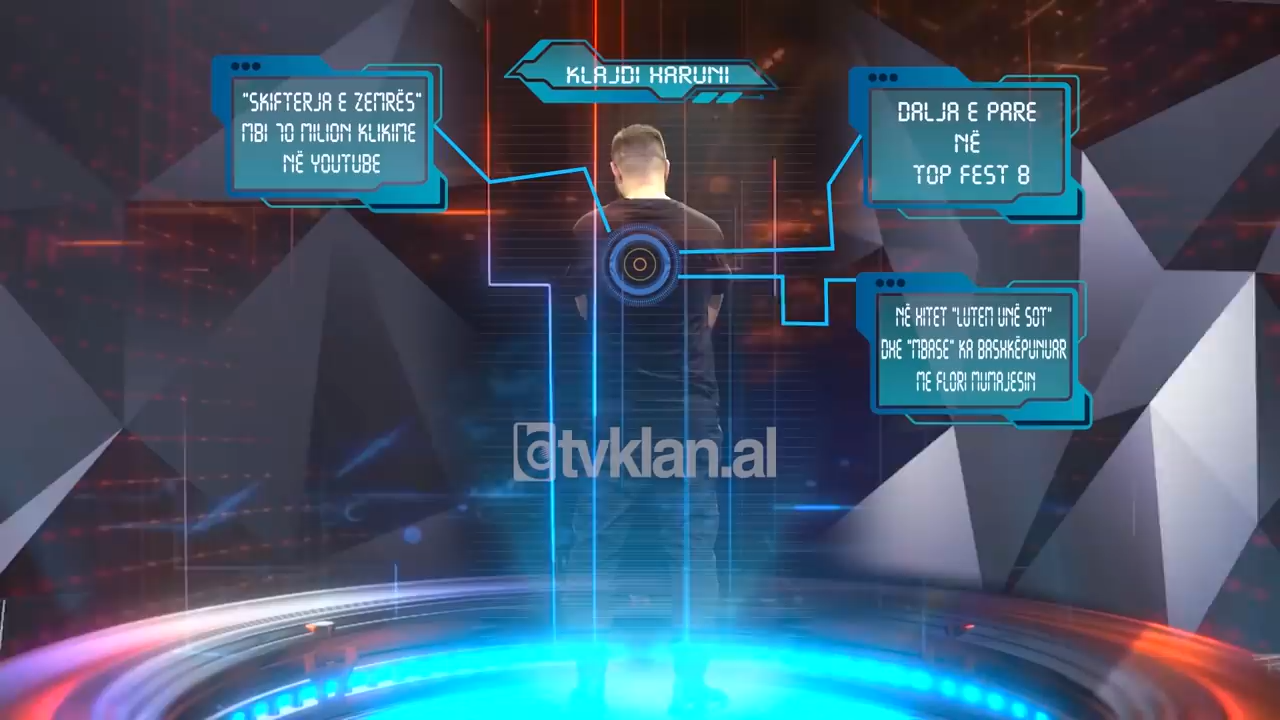 KLAJDI HARUNI
"SKIFTERJA E ZEMRËS"
MBI 70 MILION KLIKIME
NË YOUTUBE
DALJA E PARE
NË
TOP FEST 8
NË HITET "LUTEM UNË SOT"
DHE "MBASE" KA BASHKËPUNUAR
ME FLORI MUMAJESIN
tvklan.al